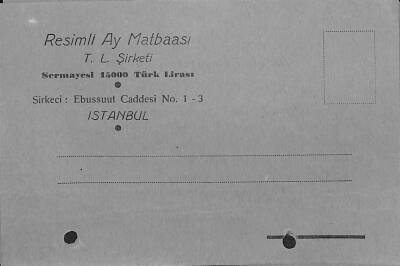 Resimli Ay Matbaası
T. L. Şirketi
Sermayesi 15000 Türk Lirası
Sirkeci : Ebussuut Caddesi No. 1 - 3
ISTANBUL